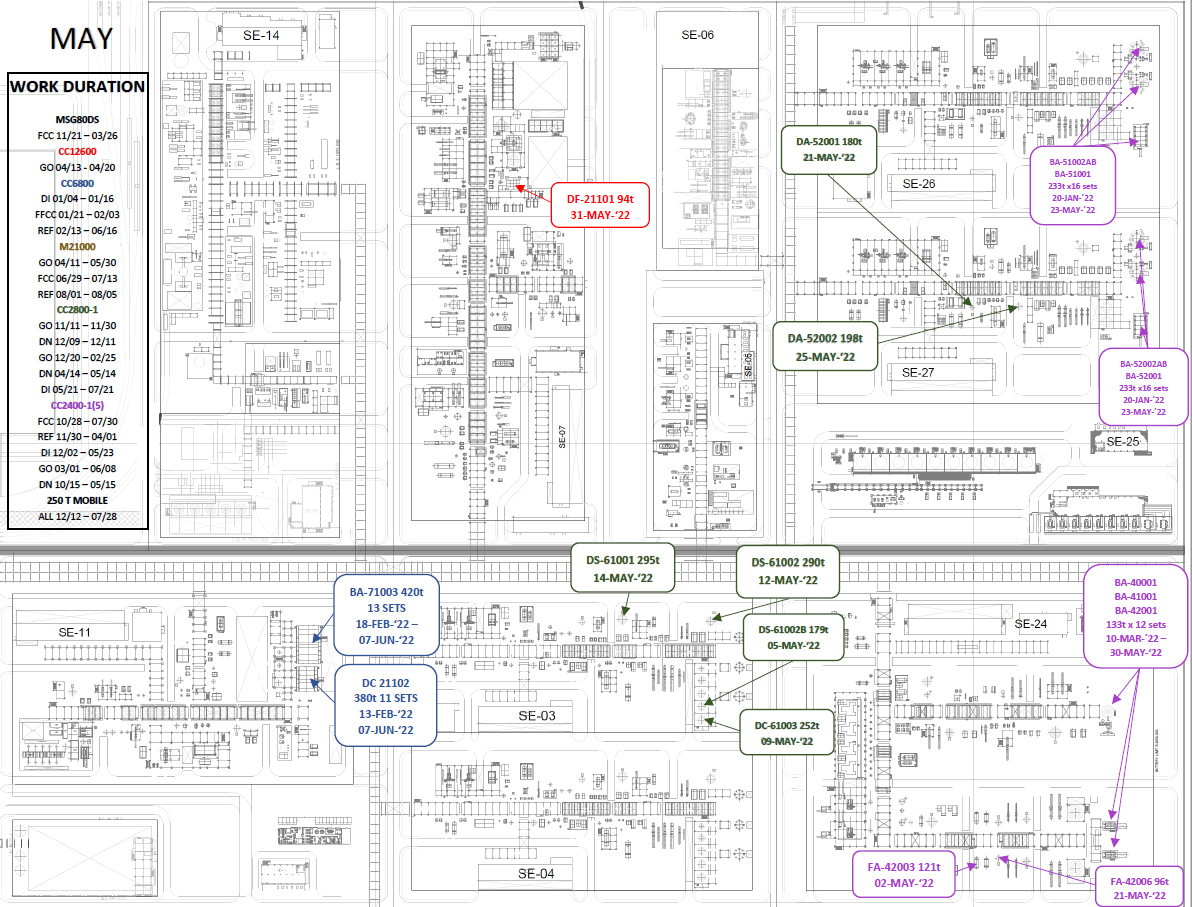 MAY
WORK DURATION
MSG80DS
FCC 11/21 – 03/26
CC12600
GO 04/13 - 04/20
CC6800
DI 01/04 – 01/16
FFCC 01/21 – 02/03
REF 02/13 – 06/16
M21000
GO 04/11 – 05/30
FCC 06/29 – 07/13
REF 08/01 – 08/05
CC2800-1
GO 11/11 – 11/30
DN 12/09 – 12/11
GO 12/20 – 02/25
DN 04/14 – 05/14
DI 05/21 – 07/21
CC2400-1(S)
FCC 10/28 – 07/30
REF 11/30 – 04/01
DI 12/02 – 05/23
GO 03/01 – 06/08
DN 10/15 – 05/15
250 T MOBILE
ALL 12/12 – 07/28
SE-14
SE-06
DF-21101 94t
31-MAY-'22
DA-52001 180t
21-MAY-'22
SE-26
BA-51002AB
BA-51001
233t x16 sets
20-JAN-´22
23-MAY-´22
DA-52002 198t
25-MAY-'22
SE-27
SE-05
SE-07
BA-52002AB
BA-52001
233t x16 sets
20-JAN-´22
23-MAY-´22
SE-25
DS-61001 295t
14-MAY-'22
DS-61002 290t
12-MAY-'22
BA-71003 420t
13 SETS
18-FEB-'22 –
07-JUN-'22
SE-11
DS-61002B 179t
05-MAY-'22
BA-40001
BA-41001
BA-42001
133t x 12 sets
10-MAR-´22 –
30-MAY-´22
SE-24
DC 21102
380t 11 SETS
13-FEB-'22
07-JUN-'22
SE-03
DC-61003 252t
09-MAY-'22
SE-04
FA-42003 121t
02-MAY-'22
FA-42006 96t
21-MAY-'22